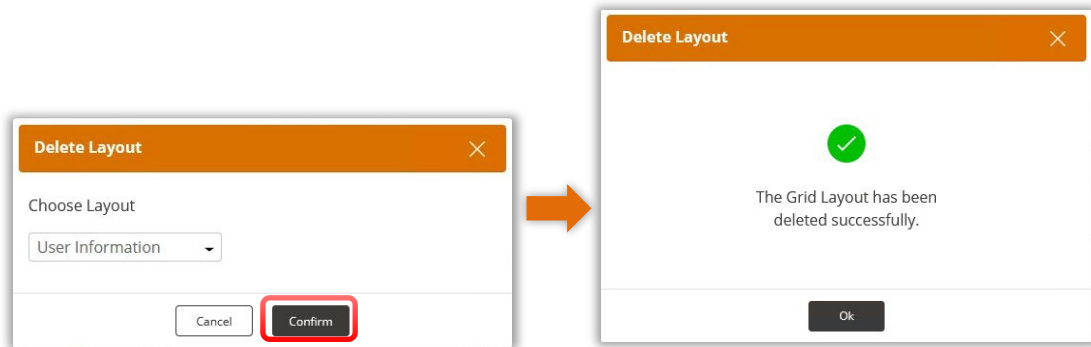 Delete Layout
Choose Layout
User Information
Cancel
Confirm
Delete Layout
The Grid Layout has been
deleted successfully.
Ok